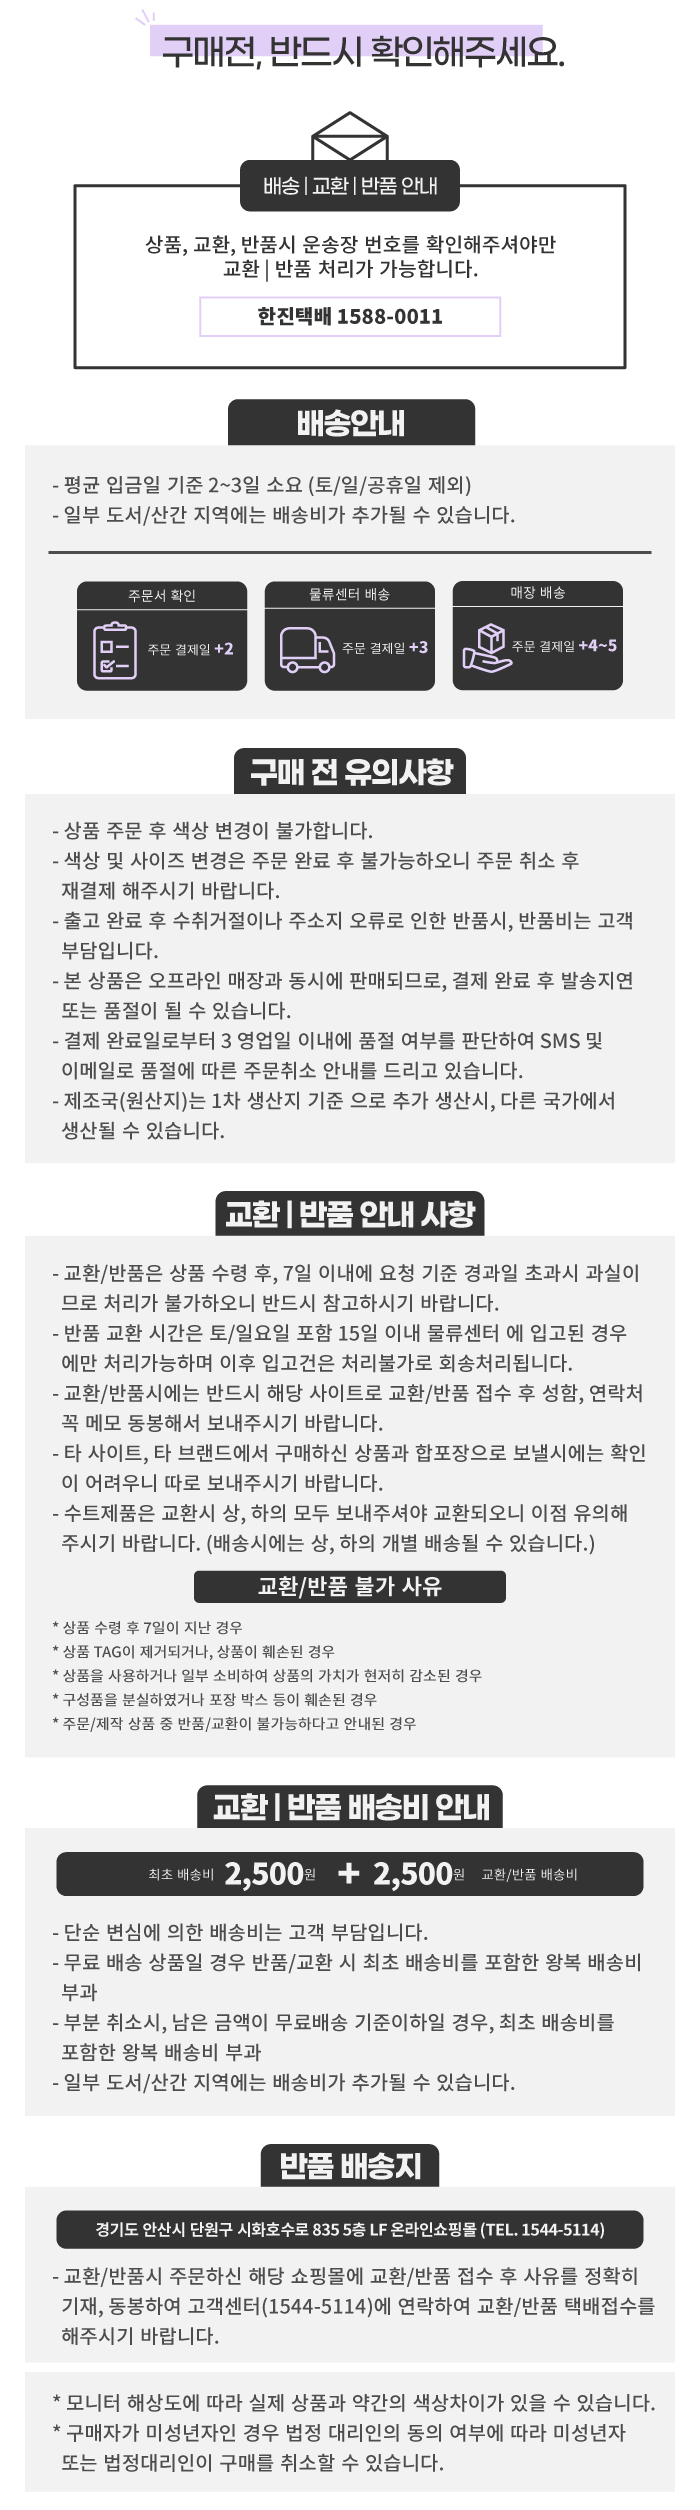 구매전, 반드시 확인해주세요.
배송 | 교환 | 반품 안내
상품, 교환, 반품시 운송장 번호를 확인해주셔야만
교환 | 반품 처리가 가능합니다.
한진택배 1588-0011
배송안내
- 평균 입금일 기준 2~3일 소요 (토/일/공휴일 제외)
- 일부 도서/산간 지역에는 배송비가 추가될 수 있습니다.
주문서 확인
주문 결제일 +2
물류센터 배송
주문 결제일 +3
매장 배송
주문 결제일 +4~5
구매 전 유의사항
- 상품 주문 후 색상 변경이 불가합니다.
- 색상 및 사이즈 변경은 주문 완료 후 불가능하오니 주문 취소 후
재결제 해주시기 바랍니다.
- 출고 완료 후 수취거절이나 주소지 오류로 인한 반품시, 반품비는 고객
부담입니다.
- 본 상품은 오프라인 매장과 동시에 판매되므로, 결제 완료 후 발송지연
또는 품절이 될 수 있습니다.
- 결제 완료일로부터 3 영업일 이내에 품절 여부를 판단하여 SMS 및
이메일로 품절에 따른 주문취소 안내를 드리고 있습니다.
- 제조국(원산지)는 1차 생산지 기준 으로 추가 생산시, 다른 국가에서
생산될 수 있습니다.
교환 | 반품 안내 사항
- 교환/반품은 상품 수령 후, 7일 이내에 요청 기준 경과일 초과시 과실이
므로 처리가 불가하오니 반드시 참고하시기 바랍니다.
- 반품 교환 시간은 토/일요일 포함 15일 이내 물류센터 에 입고된 경우
에만 처리가능하며 이후 입고건은 처리불가로 회송처리됩니다.
- 교환/반품시에는 반드시 해당 사이트로 교환/반품 접수 후 성함, 연락처
꼭 메모 동봉해서 보내주시기 바랍니다.
- 타 사이트, 타 브랜드에서 구매하신 상품과 합포장으로 보낼시에는 확인
이 어려우니 따로 보내주시기 바랍니다.
- 수트제품은 교환시 상, 하의 모두 보내주셔야 교환되오니 이점 유의해
주시기 바랍니다. (배송시에는 상, 하의 개별 배송될 수 있습니다.)
교환/반품 불가 사유
* 상품 수령 후 7일이 지난 경우
* 상품 TAG이 제거되거나, 상품이 훼손된 경우
* 상품을 사용하거나 일부 소비하여 상품의 가치가 현저히 감소된 경우
* 구성품을 분실하였거나 포장 박스 등이 훼손된 경우
* 주문/제작 상품 중 반품/교환이 불가능하다고 안내된 경우
교환 | 반품 배송비 안내
최초 배송비 2,500원 + 2,500원 교환/반품 배송비
- 단순 변심에 의한 배송비는 고객 부담입니다.
- 무료 배송 상품일 경우 반품/교환 시 최초 배송비를 포함한 왕복 배송비
부과
- 부분 취소시, 남은 금액이 무료배송 기준이하일 경우, 최초 배송비를
포함한 왕복 배송비 부과
- 일부 도서/산간 지역에는 배송비가 추가될 수 있습니다.
반품 배송지
경기도 안산시 단원구 시화호수로 835 5층 LF 온라인쇼핑몰 (TEL. 1544-5114)
- 교환/반품시 주문하신 해당 쇼핑몰에 교환/반품 접수 후 사유를 정확히
기재, 동봉하여 고객센터(1544-5114)에 연락하여 교환/반품 택배접수를
해주시기 바랍니다.
* 모니터 해상도에 따라 실제 상품과 약간의 색상차이가 있을 수 있습니다.
* 구매자가 미성년자인 경우 법정 대리인의 동의 여부에 따라 미성년자
또는 법정대리인이 구매를 취소할 수 있습니다.